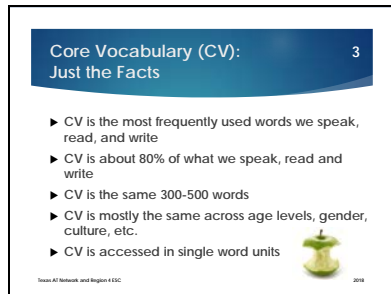 Core Vocabulary (CV):
Just the Facts
3
▶ CV is the most frequently used words we speak,
read, and write
▶ CV is about 80% of what we speak, read and
write
▶ CV is the same 300-500 words
▶ CV is mostly the same across age levels, gender,
culture, etc.
▶ CV is accessed in single word units
Texas AT Network and Region 4 ESC
2018